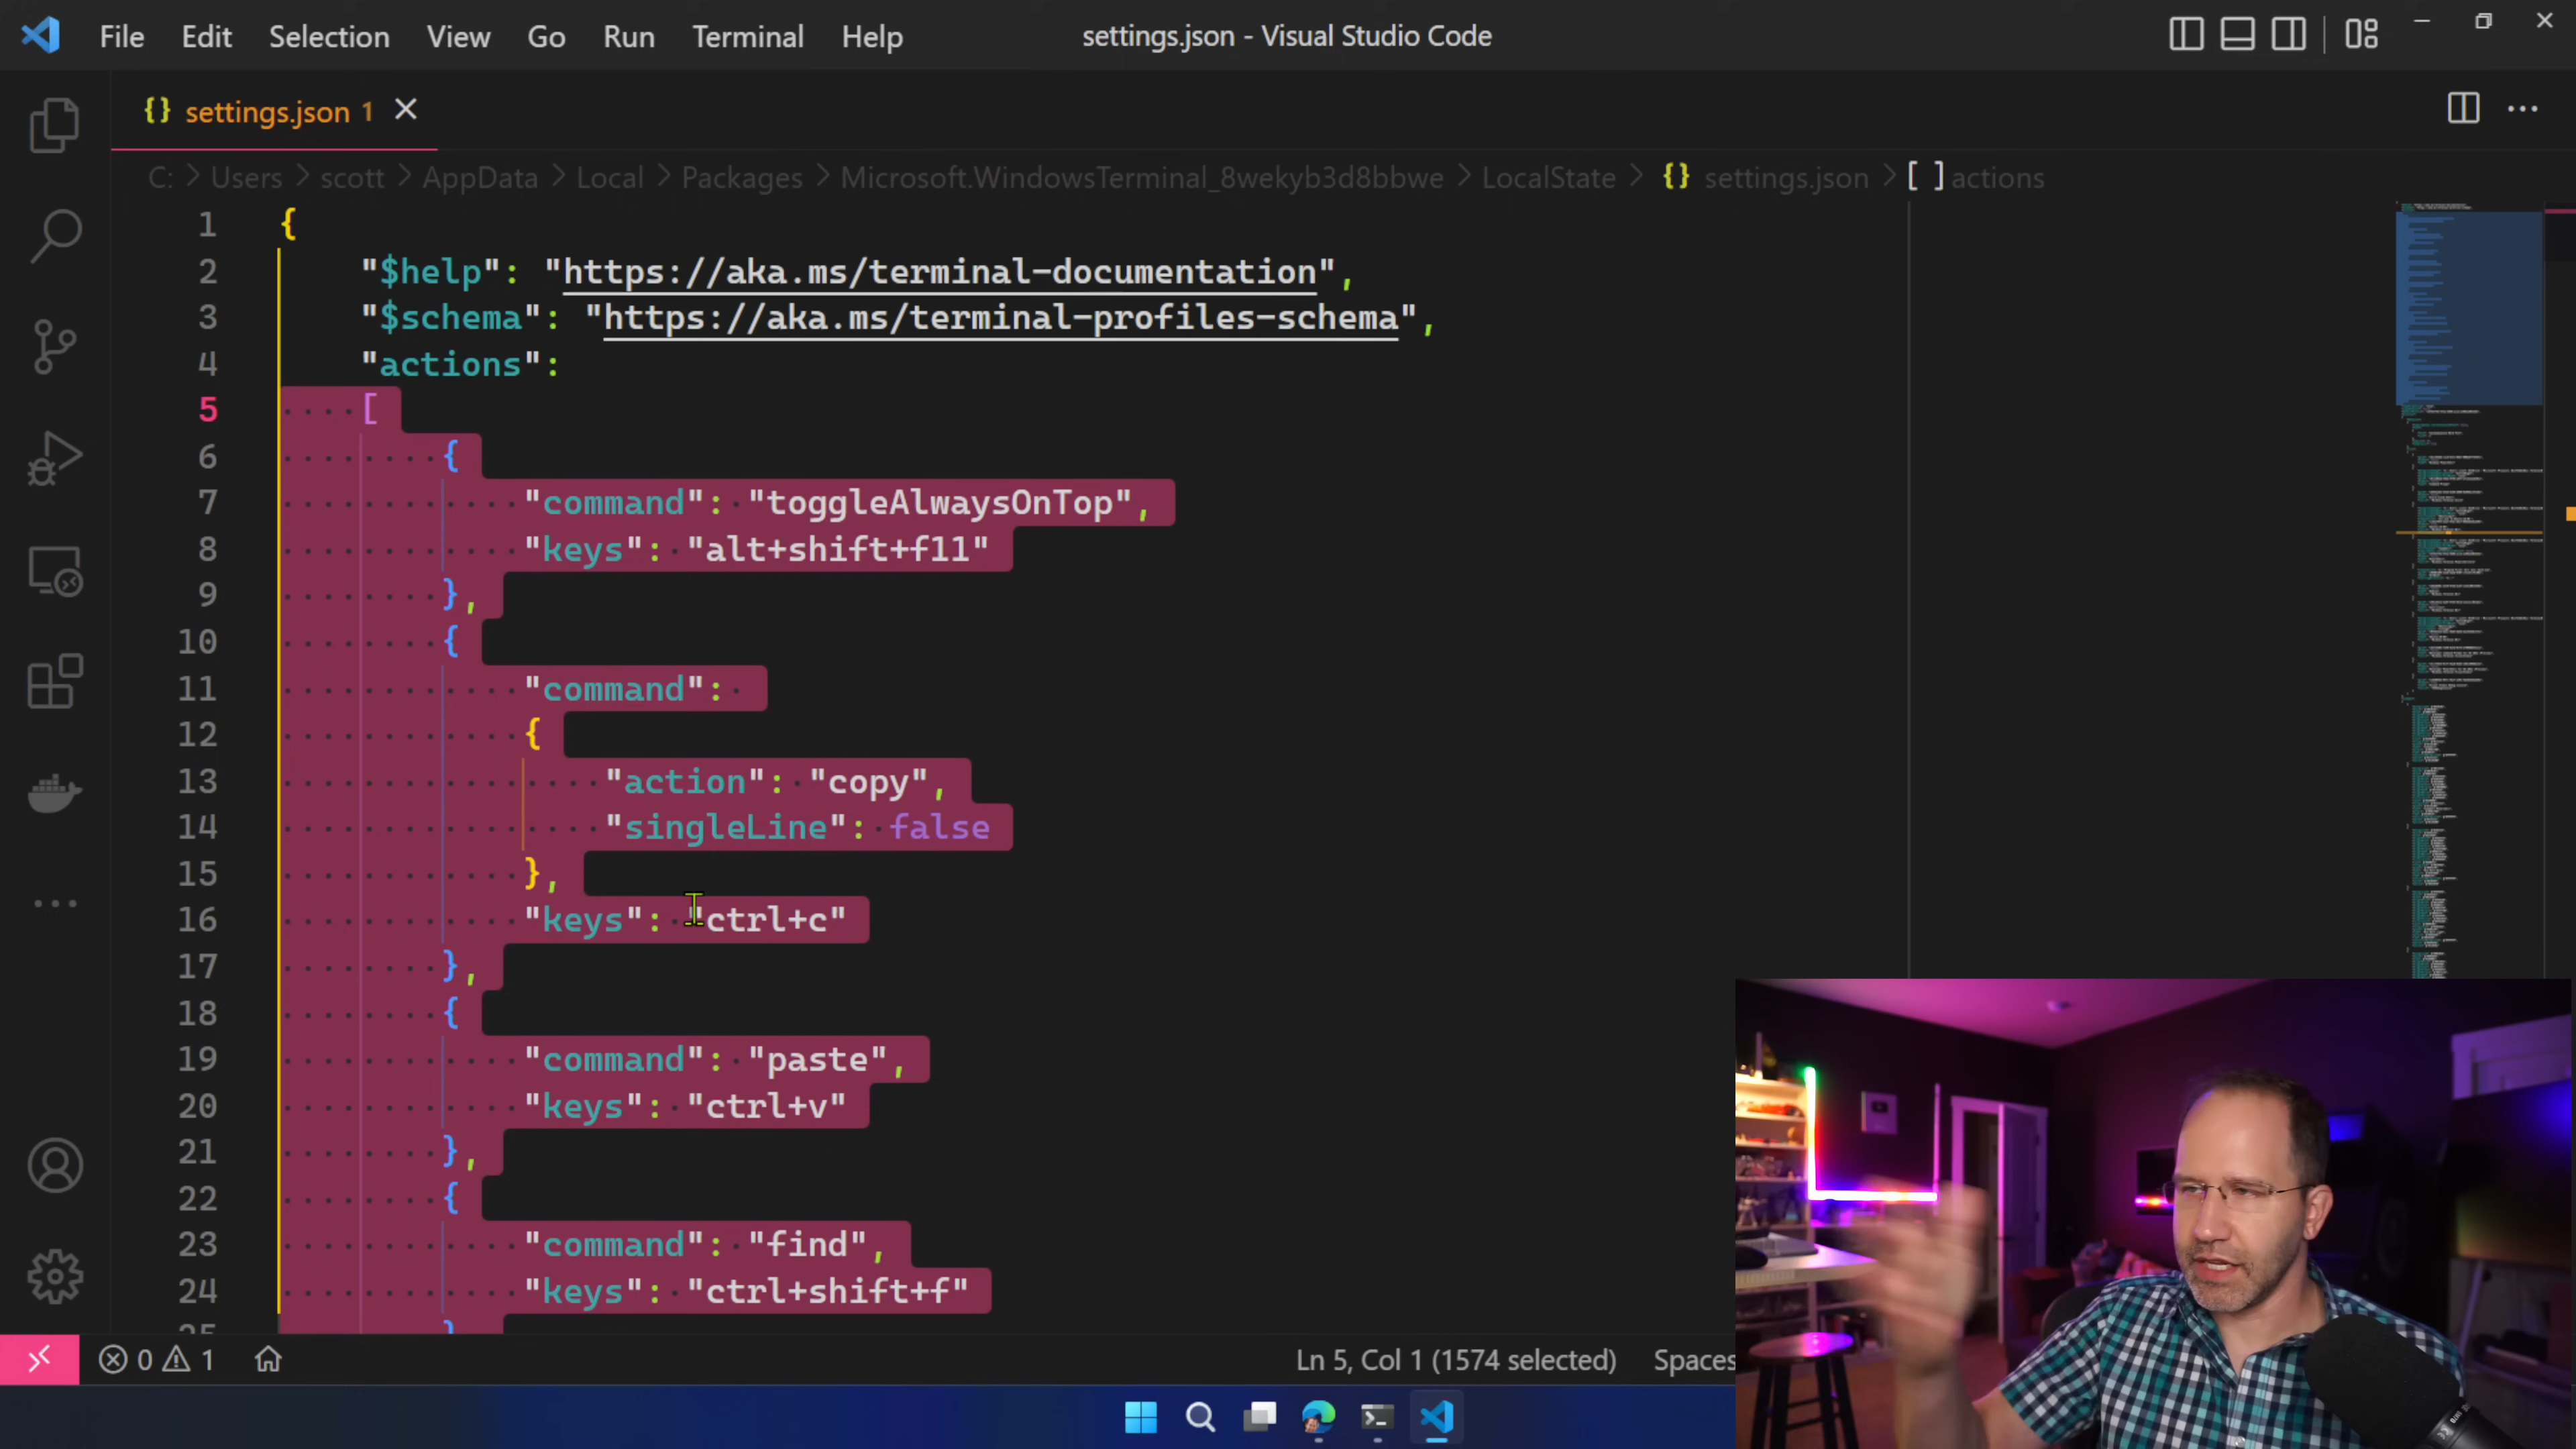 File Edit Selection View Go Run Terminal Help
settings.json - Visual Studio Code
{} settings.json 1
C: > Users > scott > AppData > Local > Packages > Microsoft.WindowsTerminal_8wekyb3d8bbwe > LocalState > {} settings.json > [ ] actions
1 {
2 "$help": "https://aka.ms/terminal-documentation",
3 "$schema": "https://aka.ms/terminal-profiles-schema",
4 "actions":
5 [
6 {
7 "command": "toggleAlwaysOnTop",
8 "keys": "alt+shift+f11"
9 },
10 {
11 "command":
12 {
13 "action": "copy",
14 "singleLine": false
15 },
16 "keys": "ctrl+c"
17 },
18 {
19 "command": "paste",
20 "keys": "ctrl+v"
21 },
22 {
23 "command": "find",
24 "keys": "ctrl+shift+f"
25 }
0 1
Ln 5, Col 1 (1574 selected) Spaces